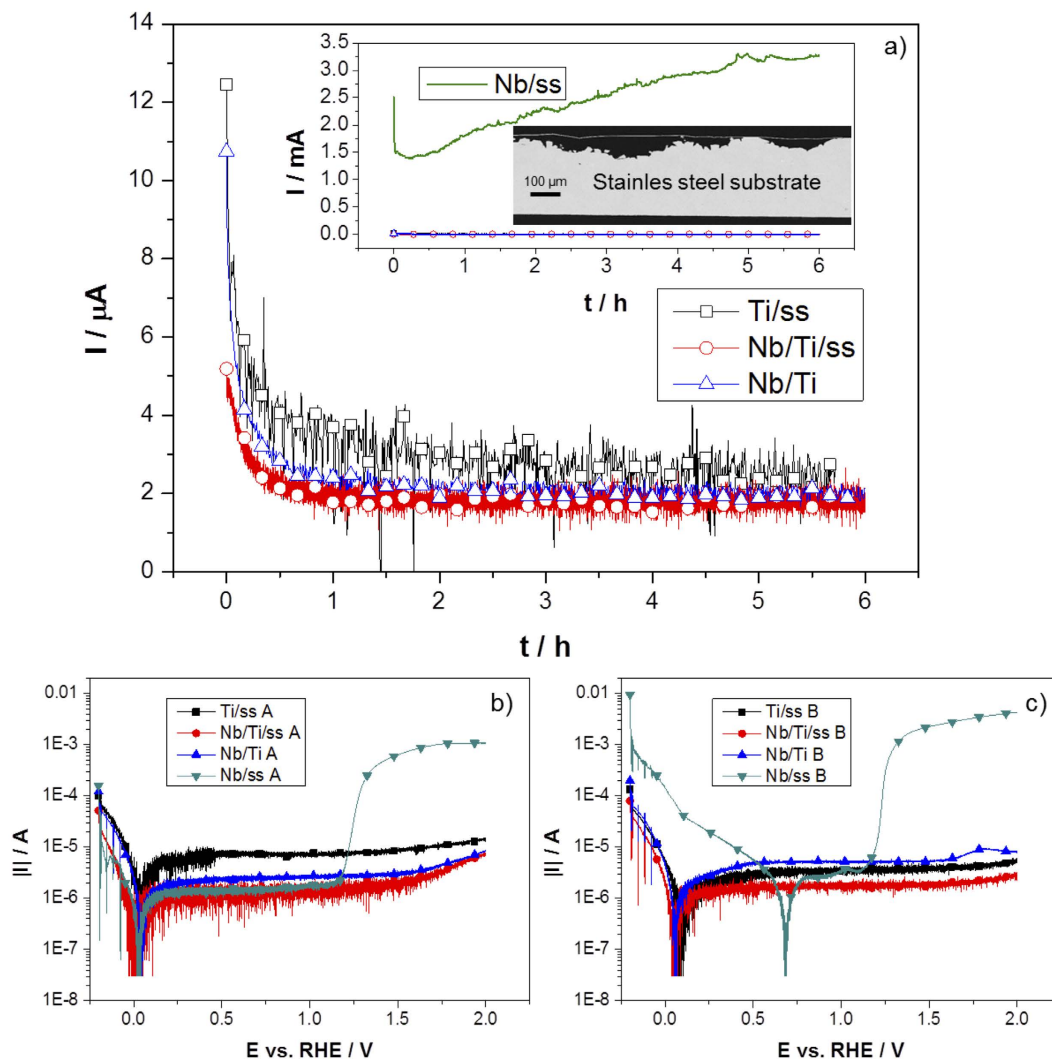 a)
14
12
10
8
6
4
2
0
I / µA
0 1 2 3 4 5 6
t / h
3.5
3.0
2.5
2.0
1.5
1.0
0.5
0.0
I / mA
Nb/ss
100 µm
Stainles steel substrate
0 1 2 3 4 5 6
t / h
Ti/ss
Nb/Ti/ss
Nb/Ti
b)
0.01
1E-3
1E-4
1E-5
1E-6
1E-7
1E-8
|I| / A
Ti/ss A
Nb/Ti/ss A
Nb/Ti A
Nb/ss A
0.0 0.5 1.0 1.5 2.0
E vs. RHE / V
c)
0.01
1E-3
1E-4
1E-5
1E-6
1E-7
1E-8
|I| / A
Ti/ss B
Nb/Ti/ss B
Nb/Ti B
Nb/ss B
0.0 0.5 1.0 1.5 2.0
E vs. RHE / V